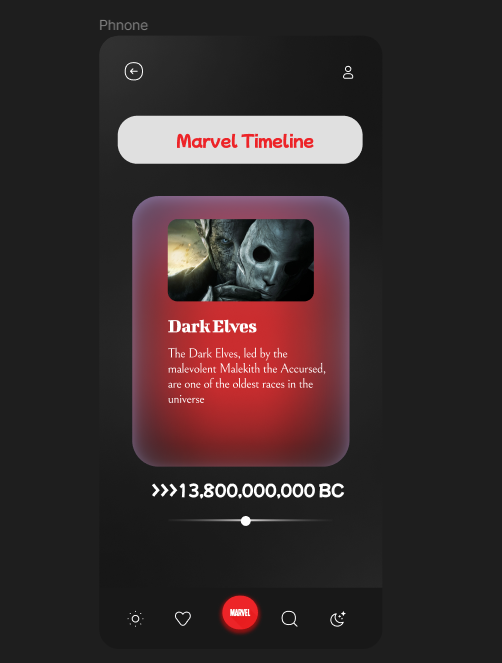 Phnone
Marvel Timeline
Dark Elves
The Dark Elves, led by the
malevolent Malekith the Accursed,
are one of the oldest races in the
universe
>>>13,800,000,000 BC
MARVEL